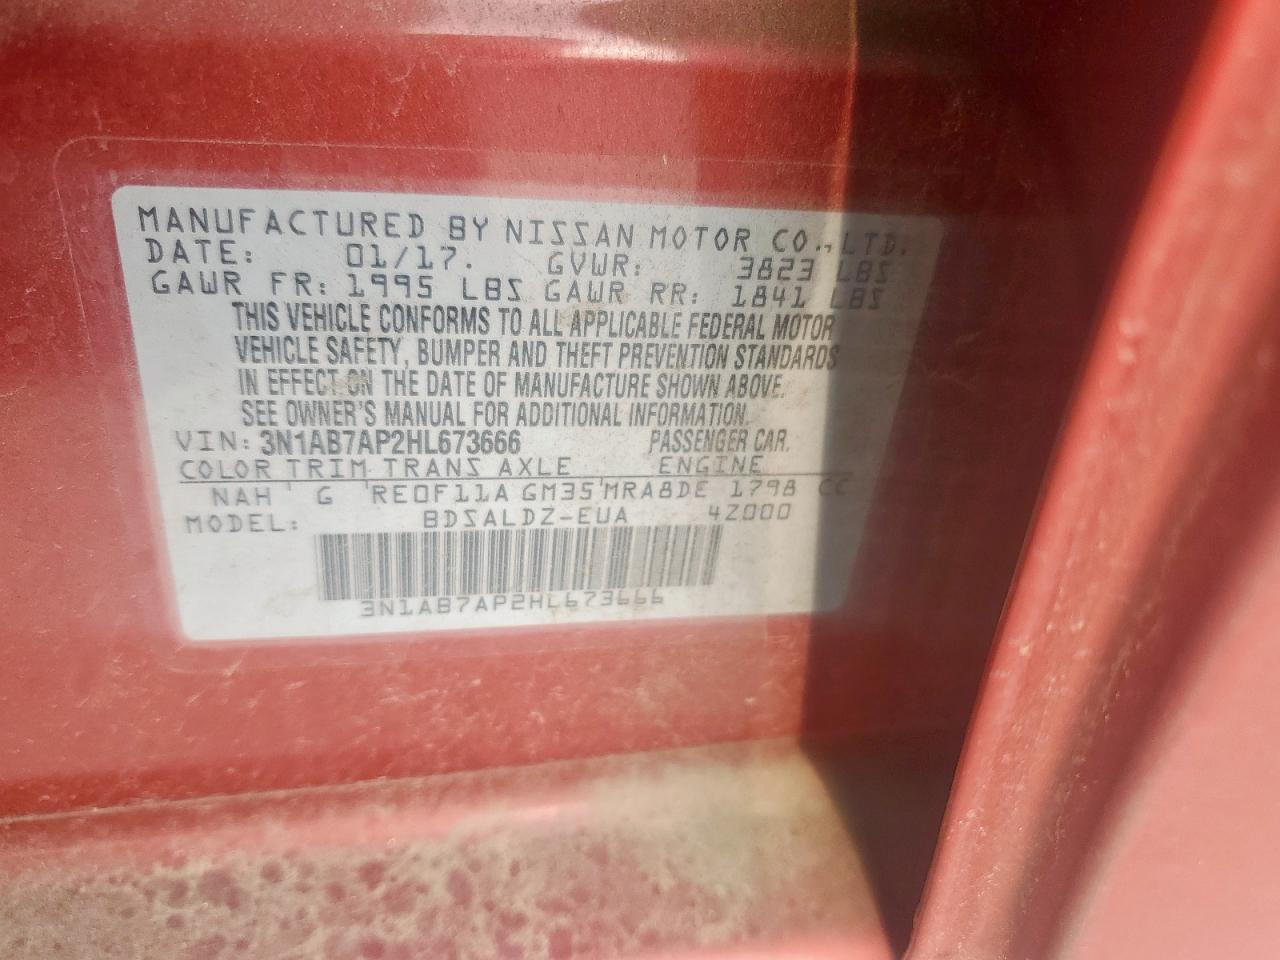 MANUFACTURED BY NISSAN MOTOR CO., LTD.
DATE: 01/17. GVWR: 3823 LBS
GAWR FR: 1995 LBS GAWR RR: 1841 LBS
THIS VEHICLE CONFORMS TO ALL APPLICABLE FEDERAL MOTOR
VEHICLE SAFETY, BUMPER AND THEFT PREVENTION STANDARDS
IN EFFECT ON THE DATE OF MANUFACTURE SHOWN ABOVE.
SEE OWNER'S MANUAL FOR ADDITIONAL INFORMATION.
VIN: 3N1AB7AP2HL673666 PASSENGER CAR.
COLOR TRIM TRANS AXLE ENGINE
NAH ' G 'RE0F11A GM35'MRA8DE 1798 CC
MODEL: BDSALDZ-EUA 4Z000
3N1AB7AP2HL673666